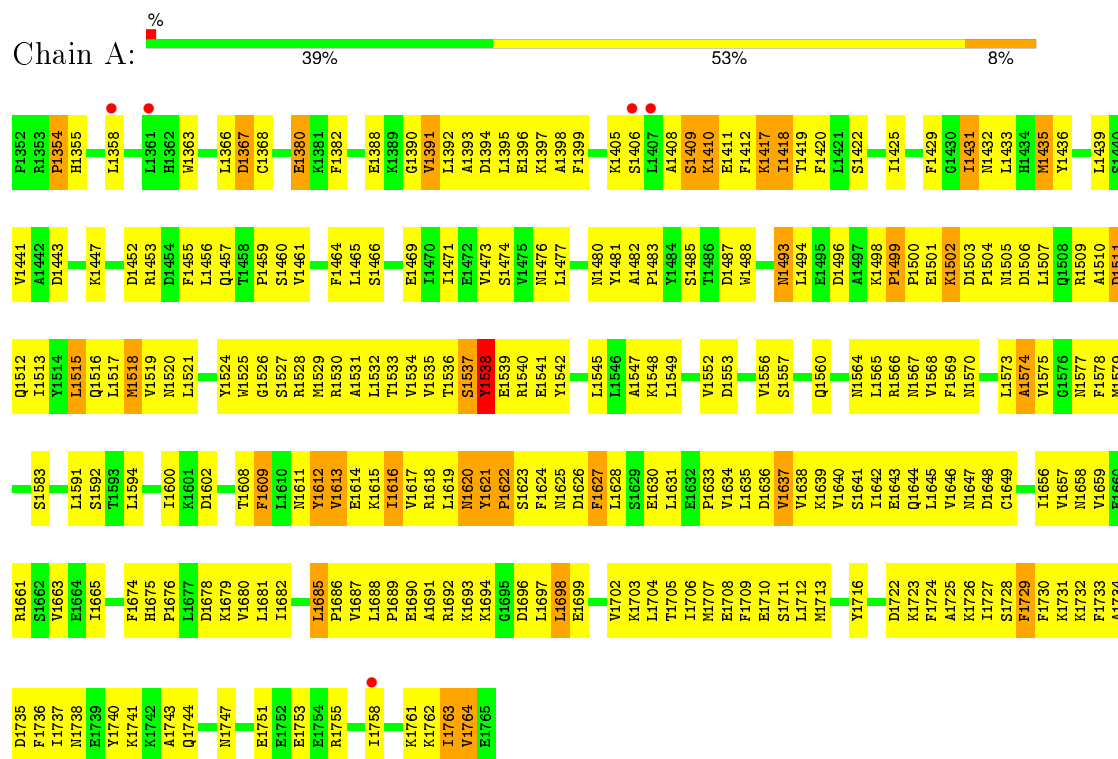 %
Chain A:
39% 53% 8%
P1352 R1353 P1354 H1355 L1358 L1361 H1362 W1363 L1366 D1367 C1368 E1380 K1381 F1382 E1388 K1389 G1390 V1391 L1392 A1393 D1394 L1395 E1396 K1397 A1398 F1399 K1405 S1406 L1407 A1408 S1409 K1410 E1411 F1412 K1417 I1418 T1419 F1420 L1421 S1422 I1425 F1429 G1430 I1431 N1432 L1433 H1434 M1435 Y1436 L1439
V1441 A1442 D1443 K1447 D1452 R1453 D1454 F1455 L1456 Q1457 T1458 P1459 S1460 V1461 F1464 L1465 S1466 E1469 I1470 I1471 E1472 V1473 S1474 V1475 N1476 L1477 N1480 Y1481 A1482 P1483 Y1484 S1485 T1486 D1487 W1488 N1493 L1494 E1495 D1496 A1497 K1498 P1499 P1500 E1501 K1502 D1503 P1504 N1505 D1506 L1507 Q1508 R1509 A1510 D1511
Q1512 I1513 Y1514 L1515 Q1516 L1517 M1518 V1519 N1520 L1521 Y1524 W1525 G1526 S1527 R1528 M1529 R1530 A1531 L1532 T1533 V1534 V1535 T1536 S1537 Y1538 E1539 R1540 E1541 Y1542 L1545 L1546 A1547 K1548 L1549 V1552 D1553 V1556 S1557 Q1560 N1564 L1565 R1566 N1567 V1568 F1569 N1570 L1573 A1574 V1575 G1576 N1577 F1578 M1579
S1583 L1591 S1592 T1593 L1594 I1600 K1601 D1602 T1608 F1609 L1610 N1611 Y1612 V1613 E1614 K1615 I1616 V1617 R1618 L1619 N1620 Y1621 P1622 S1623 F1624 N1625 D1626 F1627 L1628 S1629 E1630 L1631 E1632 P1633 V1634 L1635 D1636 V1637 V1638 K1639 V1640 S1641 I1642 E1643 Q1644 L1645 V1646 N1647 D1648 C1649 I1656 V1657 N1658 V1659
R1661 S1662 V1663 E1664 I1665 F1674 H1675 P1676 L1677 D1678 K1679 V1680 L1681 I1682 L1685 P1686 V1687 L1688 P1689 E1690 A1691 R1692 K1693 K1694 G1695 D1696 L1697 L1698 E1699 V1702 K1703 L1704 T1705 I1706 M1707 E1708 F1709 E1710 S1711 L1712 M1713 Y1716 D1722 K1723 F1724 A1725 K1726 I1727 S1728 F1729 F1730 K1731 K1732 F1733 A1734
D1735 F1736 I1737 N1738 E1739 Y1740 K1741 K1742 A1743 Q1744 N1747 E1751 E1752 E1753 E1754 R1755 I1758 K1761 K1762 I1763 V1764 E1765